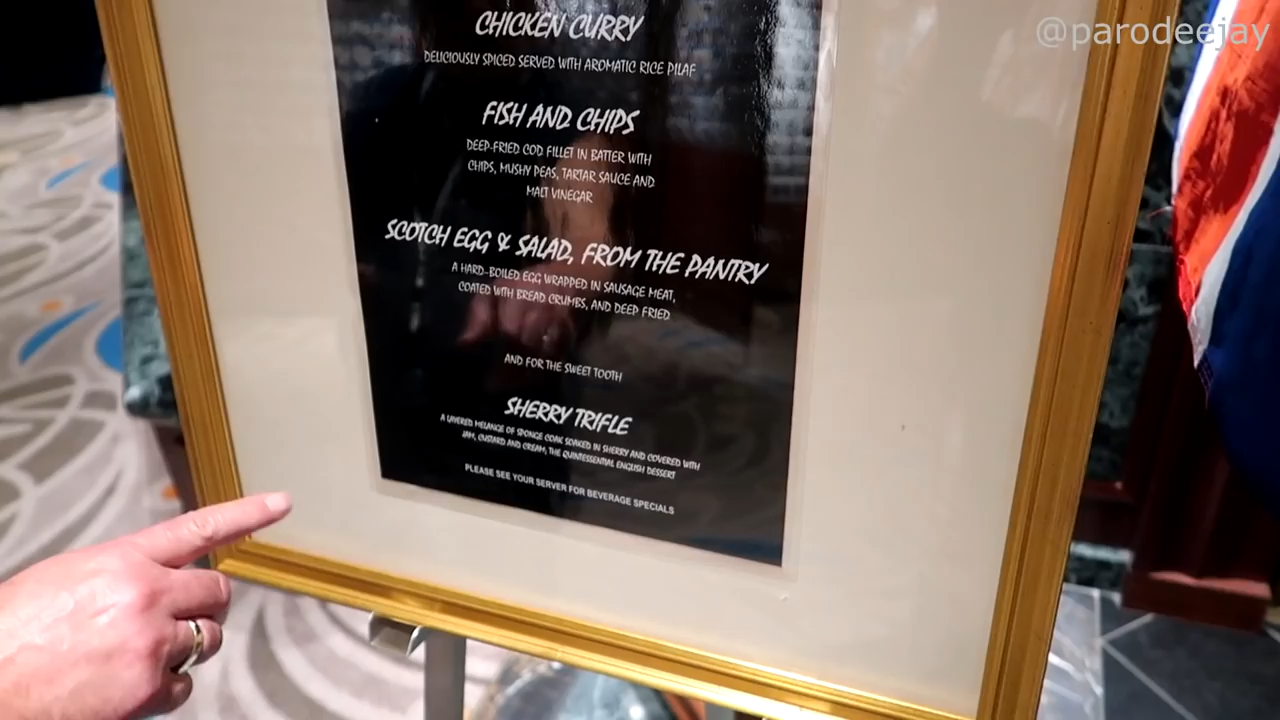 @parodeejay
CHICKEN CURRY
DELICIOUSLY SPICED SERVED WITH AROMATIC RICE PILAF
FISH AND CHIPS
DEEP-FRIED COD FILLET IN BATTER WITH
CHIPS, MUSHY PEAS, TARTAR SAUCE AND
MALT VINEGAR
SCOTCH EGG & SALAD, FROM THE PANTRY
A HARD-BOILED EGG WRAPPED IN SAUSAGE MEAT,
COATED WITH BREAD CRUMBS, AND DEEP FRIED
AND FOR THE SWEET TOOTH
SHERRY TRIFLE
A LAYERED MELANGE OF SPONGE COAK SOAKED IN SHERRY AND COVERED WITH
JAM, CUSTARD AND CREAM, THE QUINTESSENTIAL ENGLISH DESSERT
PLEASE SEE YOUR SERVER FOR BEVERAGE SPECIALS